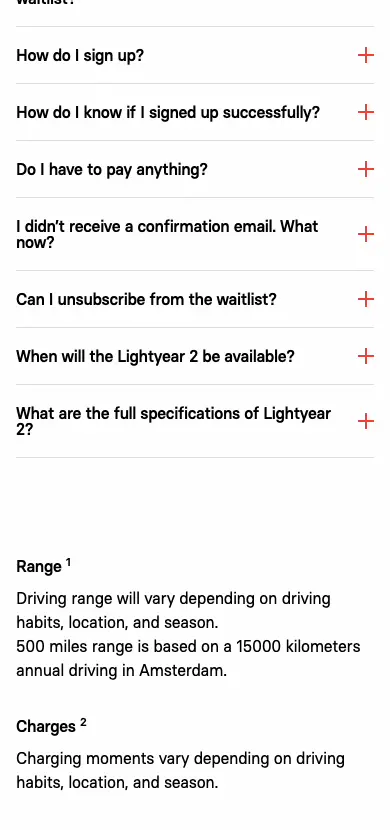 waitlist?
How do I sign up?
How do I know if I signed up successfully?
Do I have to pay anything?
I didn't receive a confirmation email. What
now?
Can I unsubscribe from the waitlist?
When will the Lightyear 2 be available?
What are the full specifications of Lightyear
2?
Range 1
Driving range will vary depending on driving
habits, location, and season.
500 miles range is based on a 15000 kilometers
annual driving in Amsterdam.
Charges 2
Charging moments vary depending on driving
habits, location, and season.